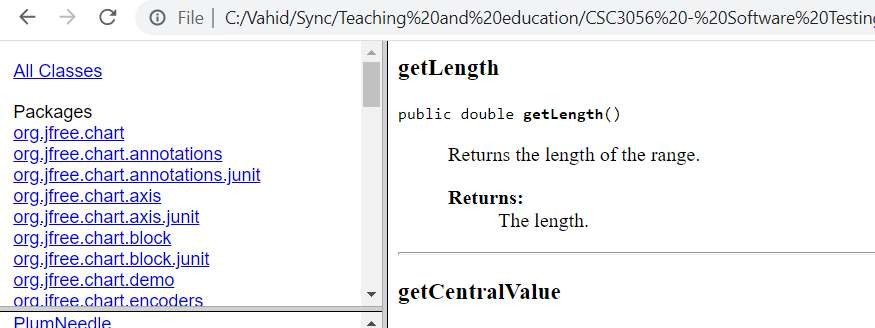 File | C:/Vahid/Sync/Teaching%20and%20education/CSC3056%20-%20Software%20Testing
All Classes
Packages
org.jfree.chart
org.jfree.chart.annotations
org.jfree.chart.annotations.junit
org.jfree.chart.axis
org.jfree.chart.axis.junit
org.jfree.chart.block
org.jfree.chart.block.junit
org.jfree.chart.demo
org.jfree.chart.encoders
PlumNeedle
getLength
public double getLength()
Returns the length of the range.
Returns:
The length.
getCentralValue